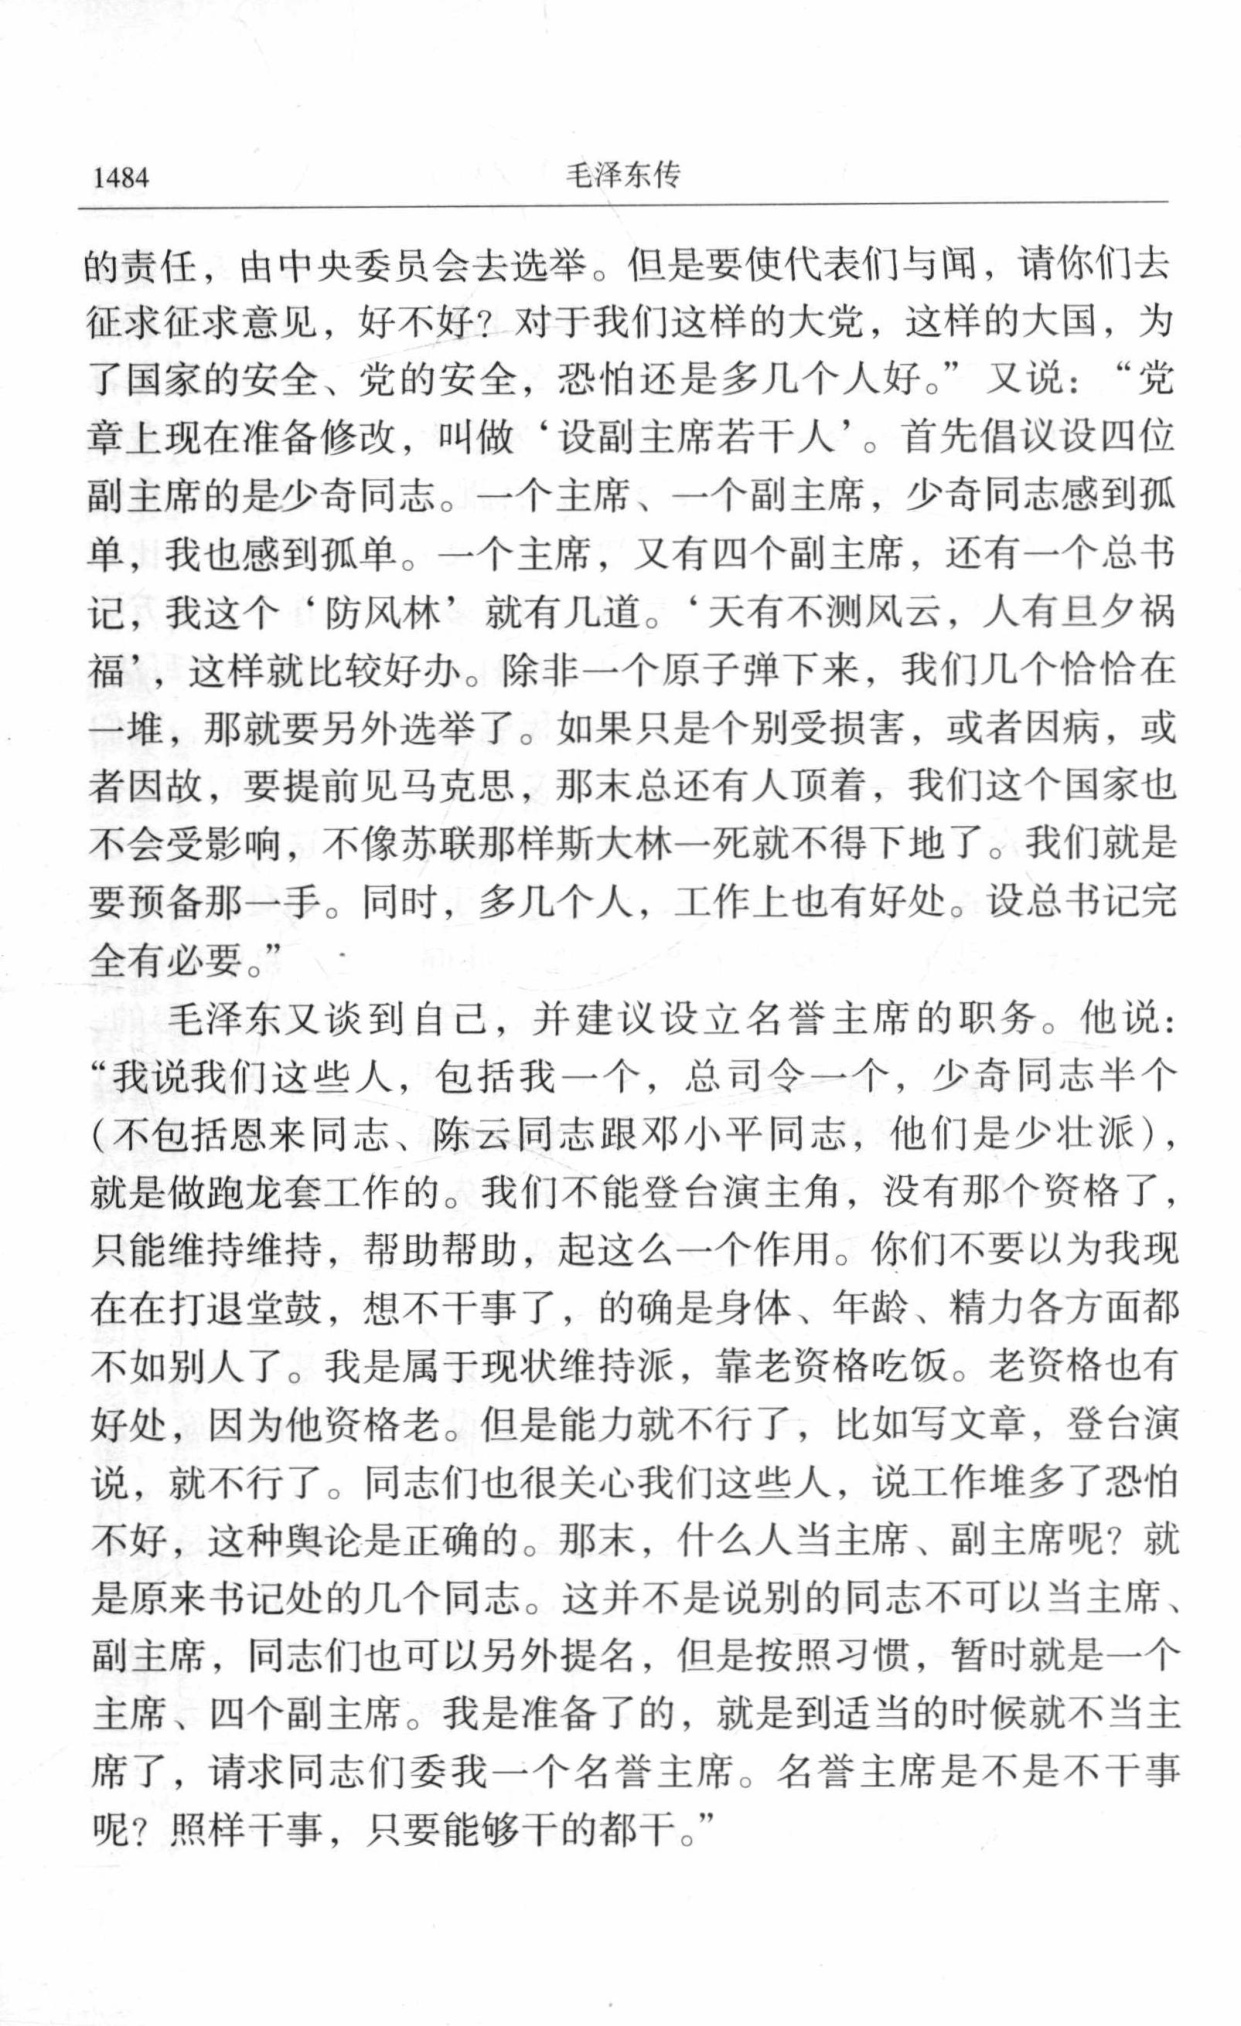 1484
毛泽东传
的责任，由中央委员会去选举。但是要使代表们与闻，请你们去
征求征求意见，好不好？对于我们这样的大党，这样的大国，为
了国家的安全、党的安全，恐怕还是多几个人好。”又说：“党
章上现在准备修改，叫做‘设副主席若干人’。首先倡议设四位
副主席的是少奇同志。一个主席、一个副主席，少奇同志感到孤
单，我也感到孤单。一个主席，又有四个副主席，还有一个总书
记，我这个‘防风林’就有几道。‘天有不测风云，人有旦夕祸
福’，这样就比较好办。除非一个原子弹下来，我们几个恰恰在
一堆，那就要另外选举了。如果只是个别受损害，或者因病，或
者因故，要提前见马克思，那末总还有人顶着，我们这个国家也
不会受影响，不像苏联那样斯大林一死就不得下地了。我们就是
要预备那一手。同时，多几个人，工作上也有好处。设总书记完
全有必要。”
毛泽东又谈到自己，并建议设立名誉主席的职务。他说：
“我说我们这些人，包括我一个，总司令一个，少奇同志半个
（不包括恩来同志、陈云同志跟邓小平同志，他们是少壮派），
就是做跑龙套工作的。我们不能登台演主角，没有那个资格了，
只能维持维持，帮助帮助，起这么一个作用。你们不要以为我现
在在打退堂鼓，想不干事了，的确是身体、年龄、精力各方面都
不如别人了。我是属于现状维持派，靠老资格吃饭。老资格也有
好处，因为他资格老。但是能力就不行了，比如写文章，登台演
说，就不行了。同志们也很关心我们这些人，说工作堆多了恐怕
不好，这种舆论是正确的。那末，什么人当主席、副主席呢？就
是原来书记处的几个同志。这并不是说别的同志不可以当主席、
副主席，同志们也可以另外提名，但是按照习惯，暂时就是一个
主席、四个副主席。我是准备了的，就是到适当的时候就不当主
席了，请求同志们委我一个名誉主席。名誉主席是不是不干事
呢？照样干事，只要能够干的都干。”